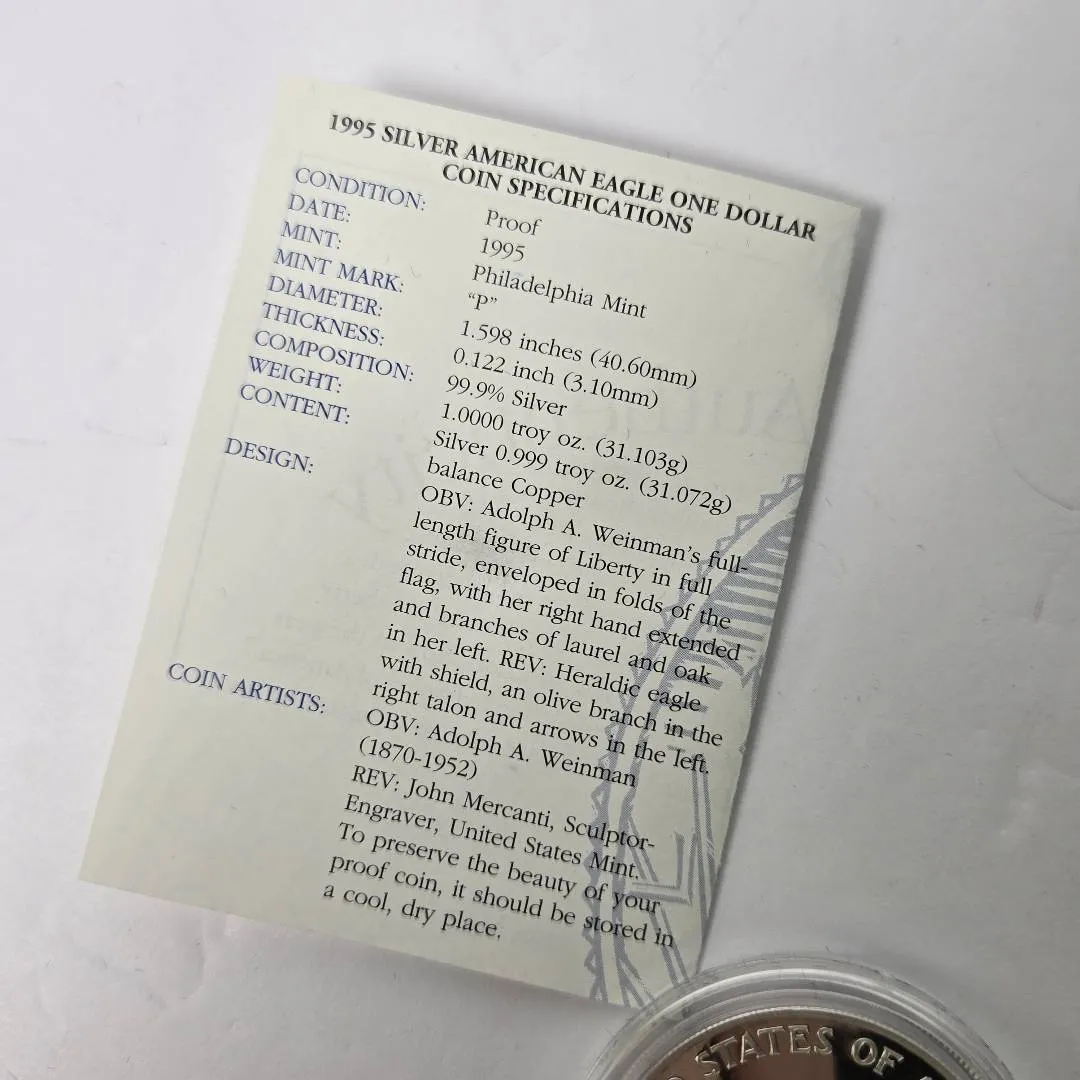 1995 SILVER AMERICAN EAGLE ONE DOLLAR
COIN SPECIFICATIONS
CONDITION: Proof
DATE: 1995
MINT: Philadelphia Mint
MINT MARK: “P”
DIAMETER: 1.598 inches (40.60mm)
THICKNESS: 0.122 inch (3.10mm)
COMPOSITION: 99.9% Silver
WEIGHT: 1.0000 troy oz. (31.103g)
CONTENT: Silver 0.999 troy oz. (31.072g)
balance Copper
DESIGN: OBV: Adolph A. Weinman’s full-
length figure of Liberty in full
stride, enveloped in folds of the
flag, with her right hand extended
and branches of laurel and oak
in her left. REV: Heraldic eagle
with shield, an olive branch in the
right talon and arrows in the left.
COIN ARTISTS: OBV: Adolph A. Weinman
(1870-1952)
REV: John Mercanti, Sculptor-
Engraver, United States Mint.
To preserve the beauty of your
proof coin, it should be stored in
a cool, dry place.
STATES OF